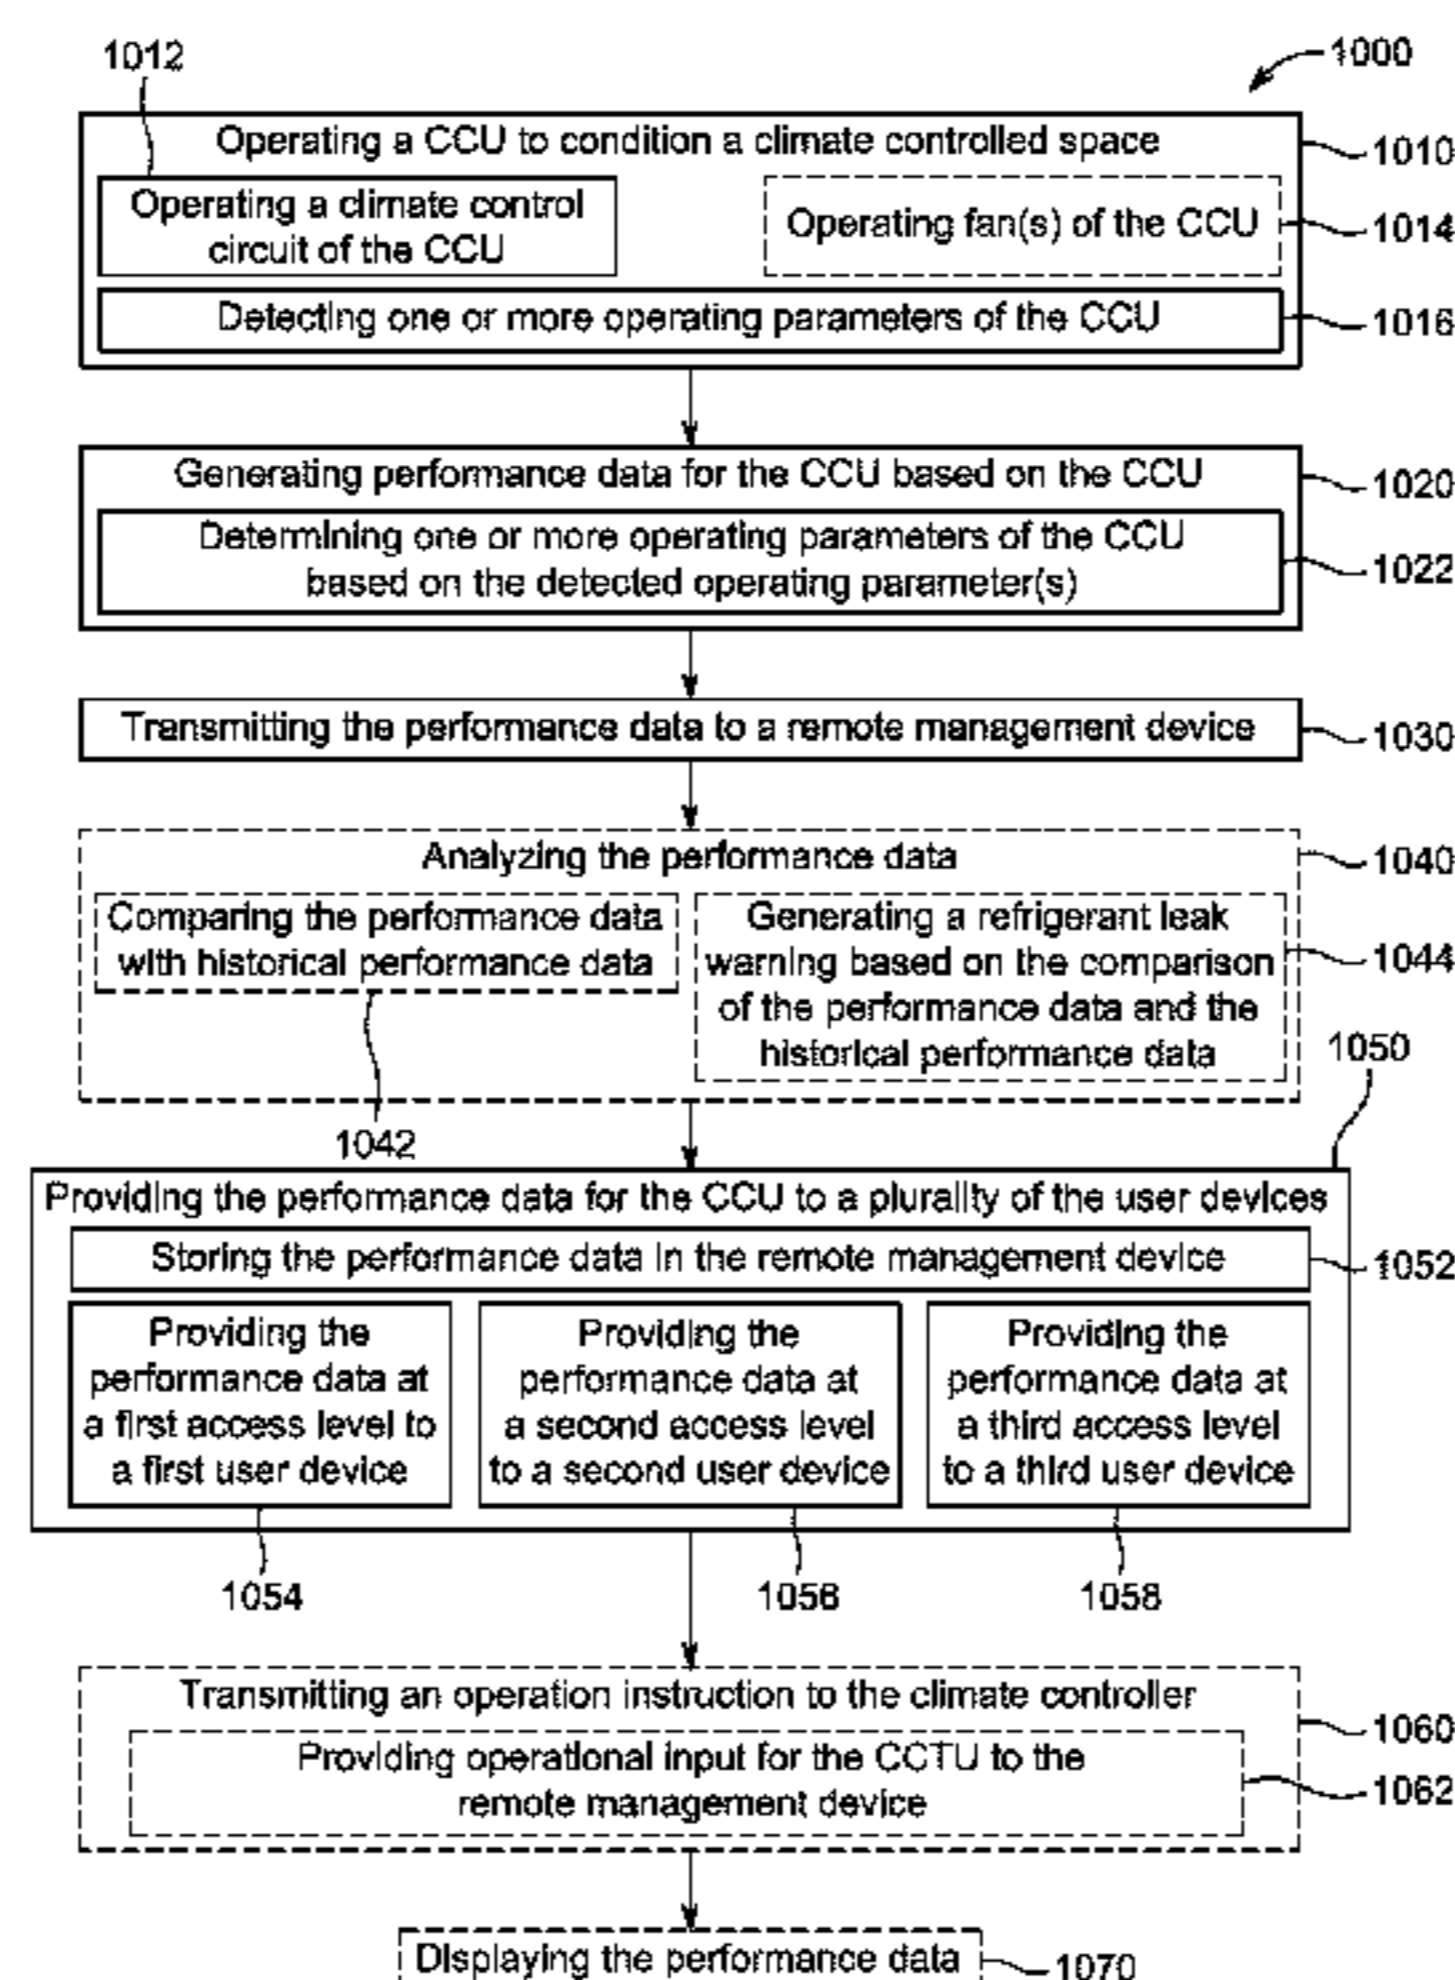 1012
1000
Operating a CCU to condition a climate controlled space
1010
Operating a climate control
circuit of the CCU
Operating fan(s) of the CCU
1014
Detecting one or more operating parameters of the CCU
1016
Generating performance data for the CCU based on the CCU
1020
Determining one or more operating parameters of the CCU
based on the detected operating parameter(s)
1022
Transmitting the performance data to a remote management device
1030
Analyzing the performance data
1040
Comparing the performance data
with historical performance data
Generating a refrigerant leak
warning based on the comparison
of the performance data and the
historical performance data
1044
1042
1050
Providing the performance data for the CCU to a plurality of the user devices
Storing the performance data in the remote management device
1052
Providing the
performance data at
a first access level to
a first user device
Providing the
performance data at
a second access level
to a second user device
Providing the
performance data at
a third access level
to a third user device
1054
1056
1058
Transmitting an operation instruction to the climate controller
1060
Providing operational input for the CCTU to the
remote management device
1062
Displaying the performance data
1070